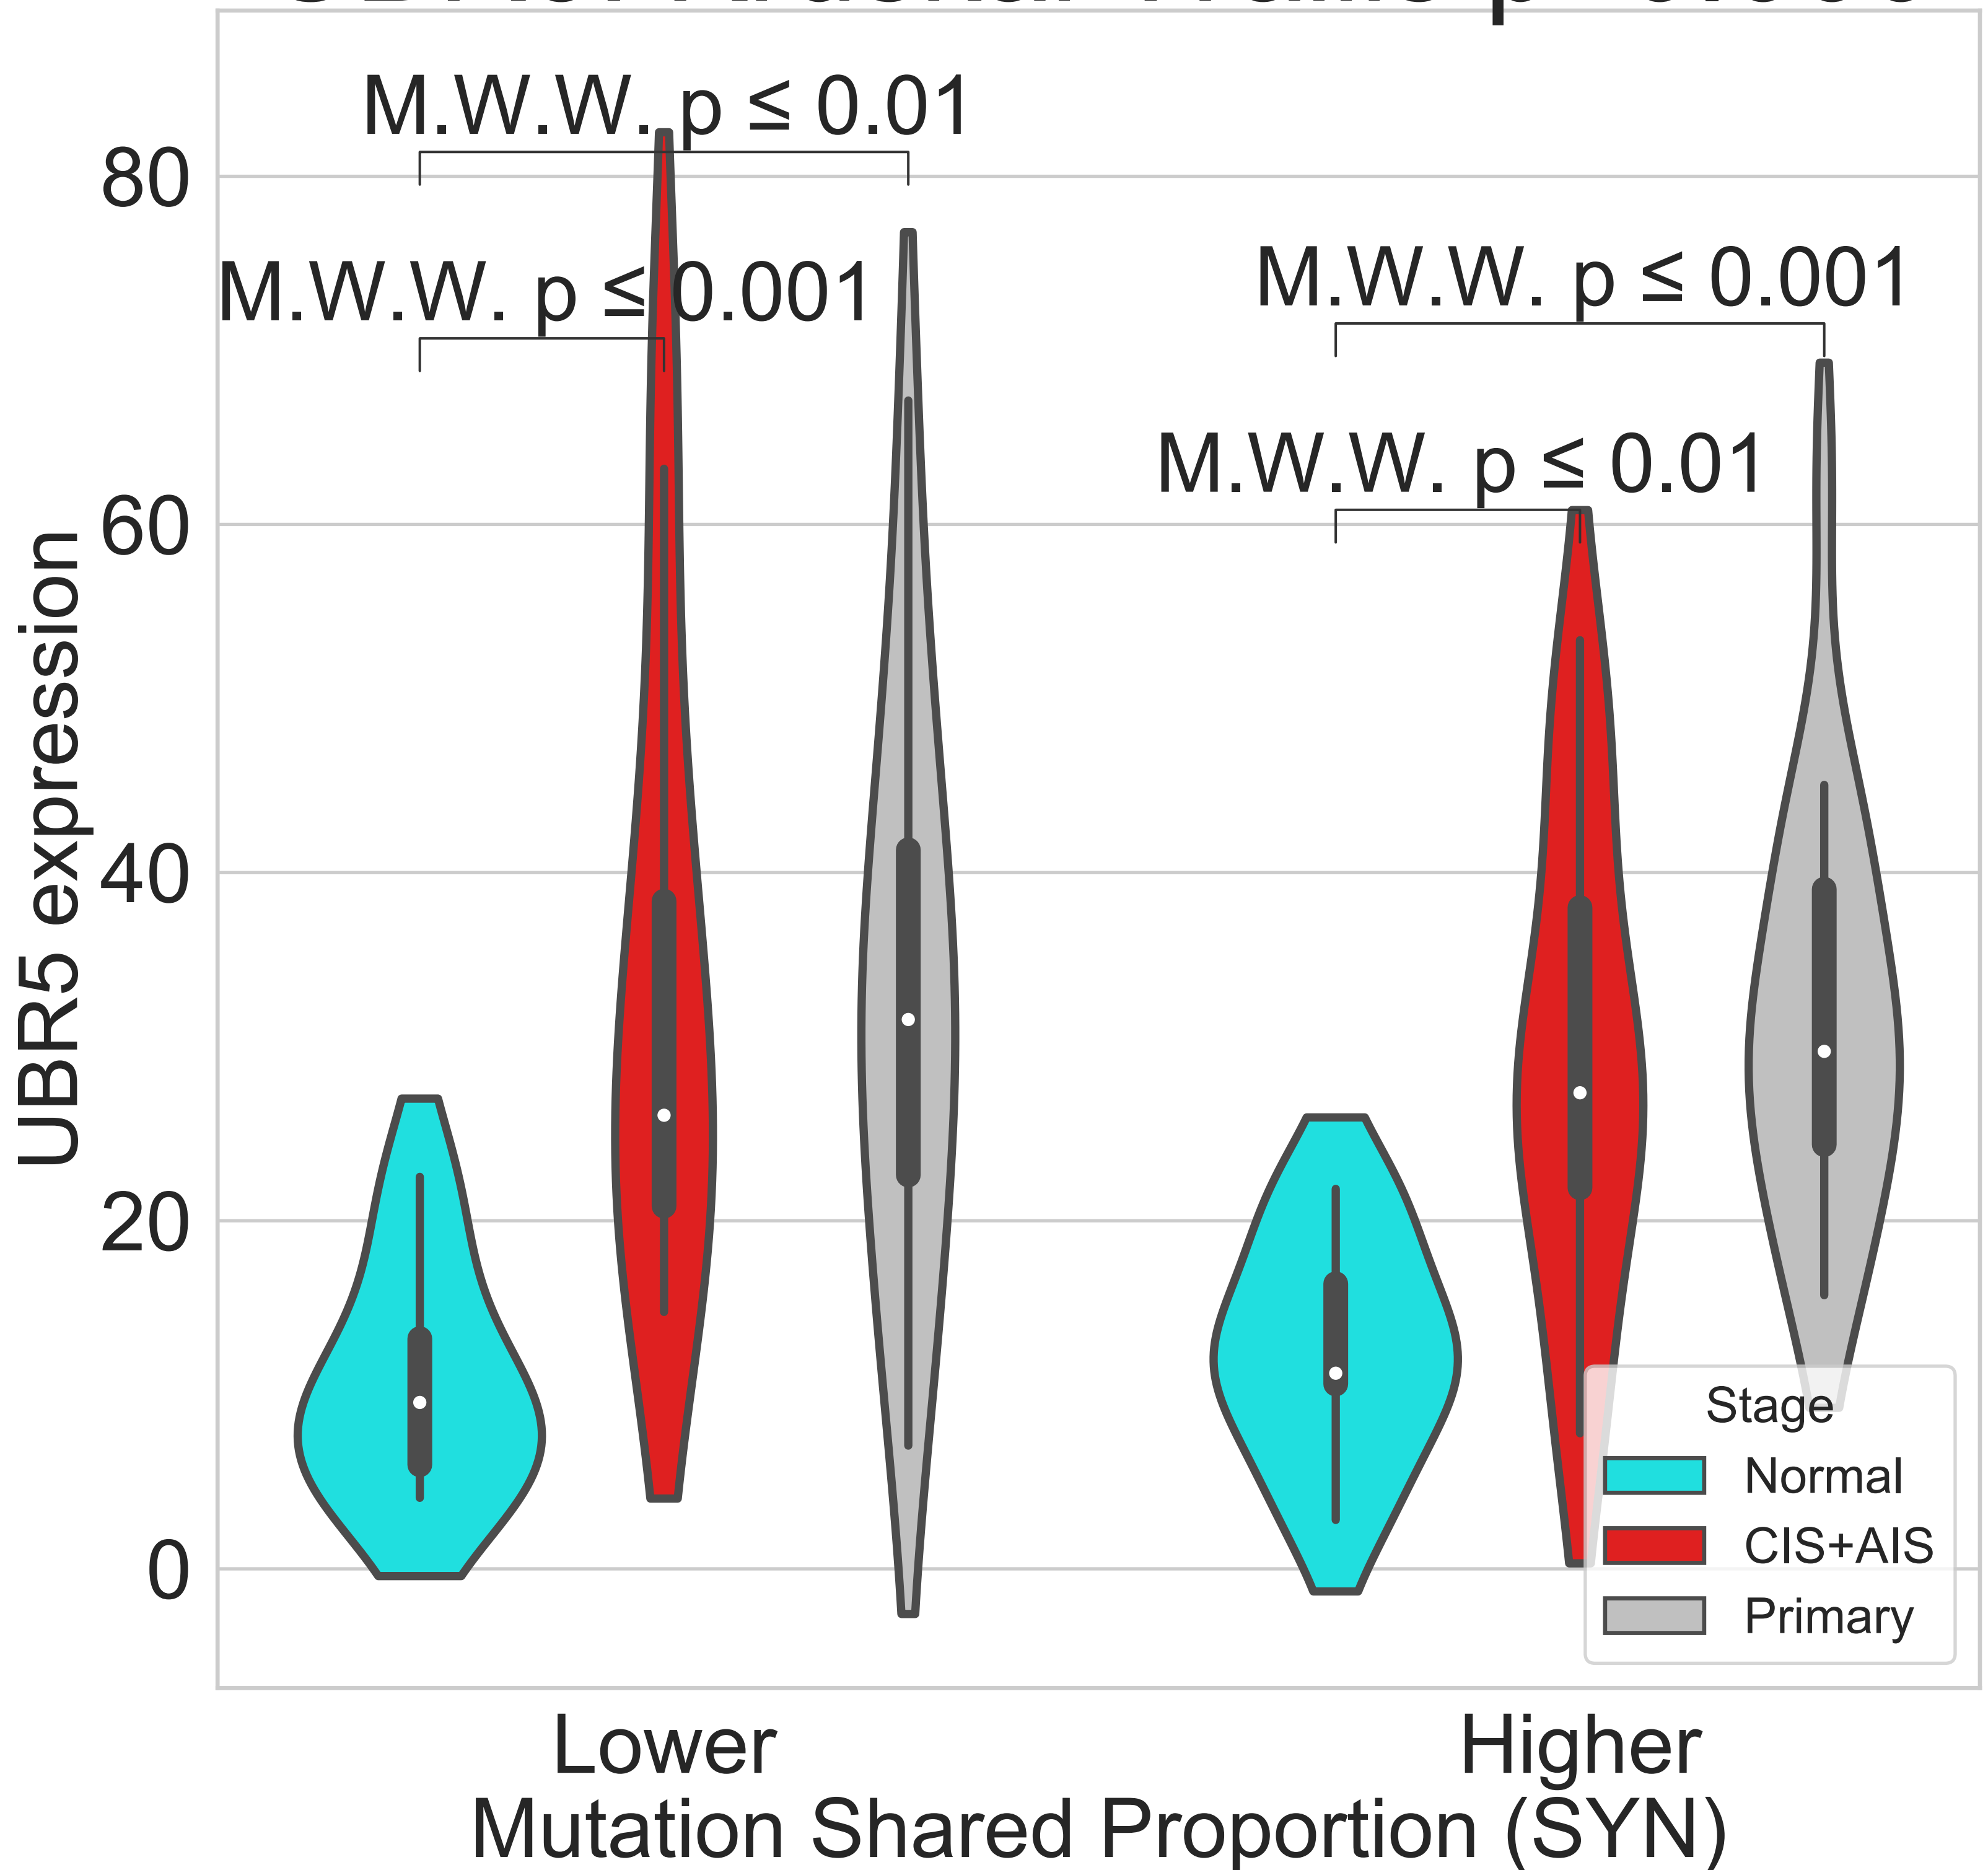 M.W.W. p ≤ 0.01
80
M.W.W. p ≤ 0.001
M.W.W. p ≤ 0.001
M.W.W. p ≤ 0.01
60
UBR5 expression
40
20
0
Stage
Normal
CIS+AIS
Primary
Lower
Higher
Mutation Shared Proportion (SYN)